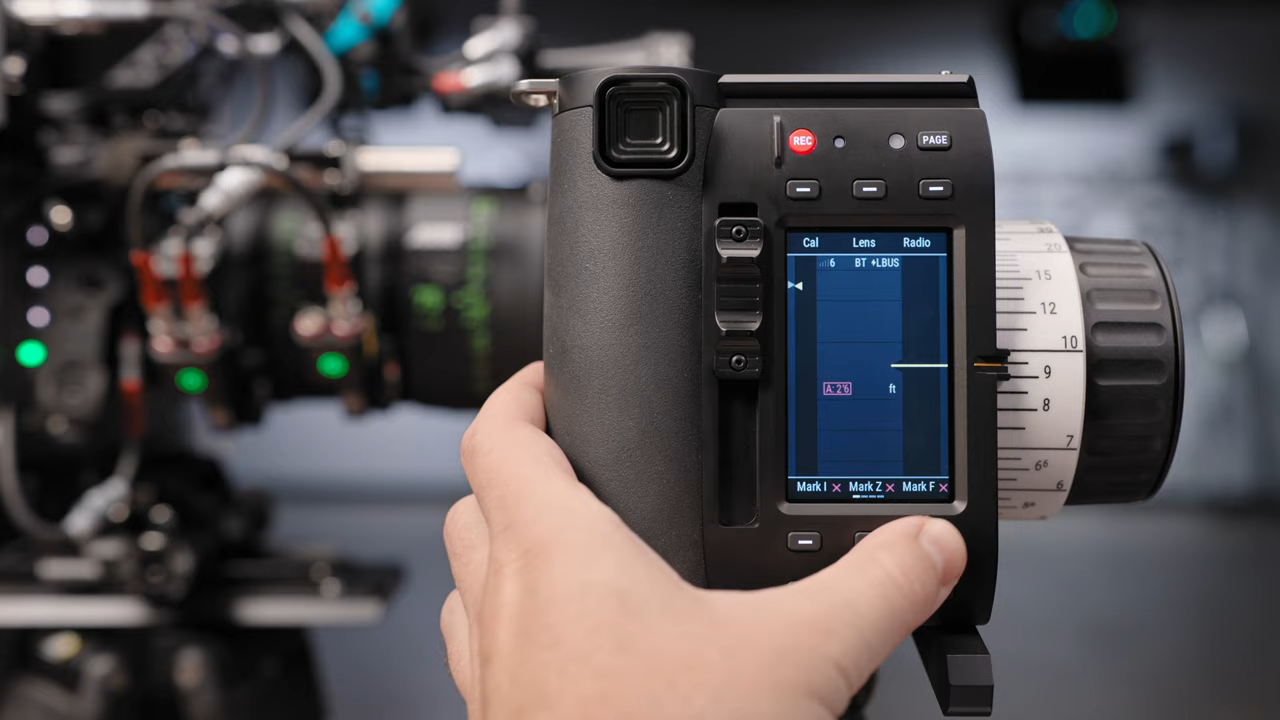 REC
PAGE
Cal Lens Radio
6 BT LBUS
A: 2'6
ft
Mark I × Mark Z × Mark F ×
20
15
12
10
9
8
7
6⁶
6